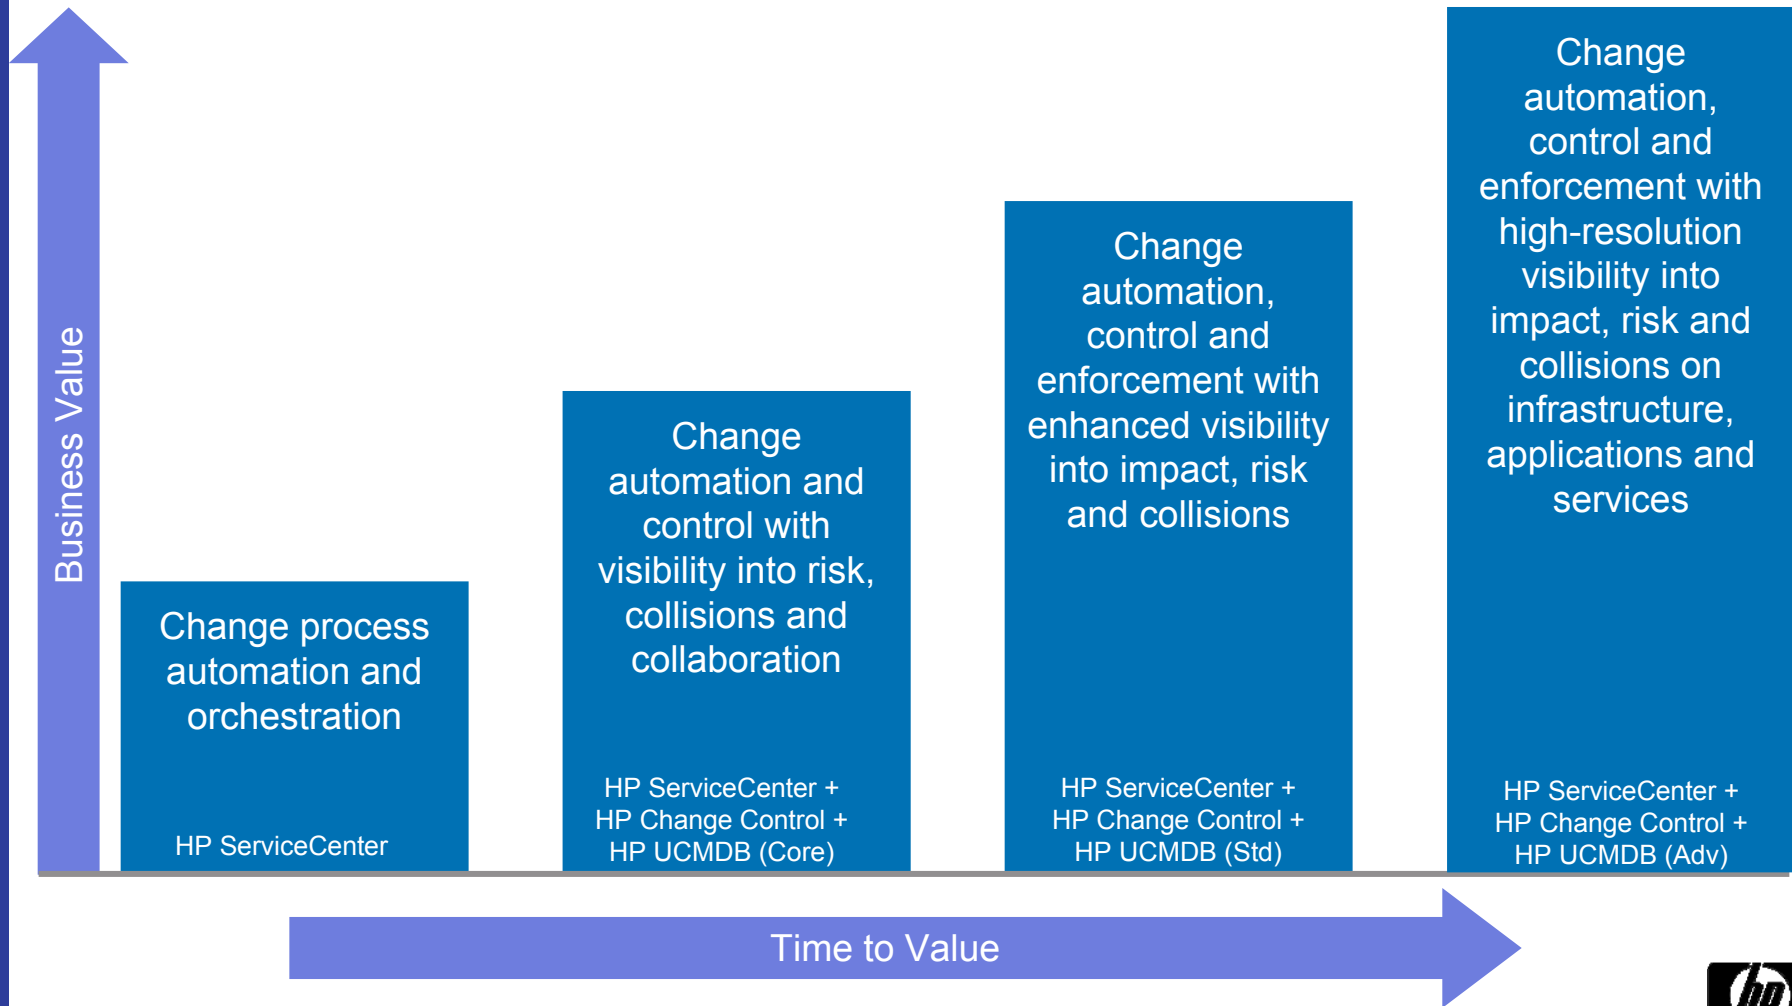 Business Value
Change process
automation and
orchestration
HP ServiceCenter
Change
automation and
control with
visibility into risk,
collisions and
collaboration
HP ServiceCenter +
HP Change Control +
HP UCMDB (Core)
Change
automation,
control and
enforcement with
enhanced visibility
into impact, risk
and collisions
HP ServiceCenter +
HP Change Control +
HP UCMDB (Std)
Change
automation,
control and
enforcement with
high-resolution
visibility into
impact, risk and
collisions on
infrastructure,
applications and
services
HP ServiceCenter +
HP Change Control +
HP UCMDB (Adv)
Time to Value
hp